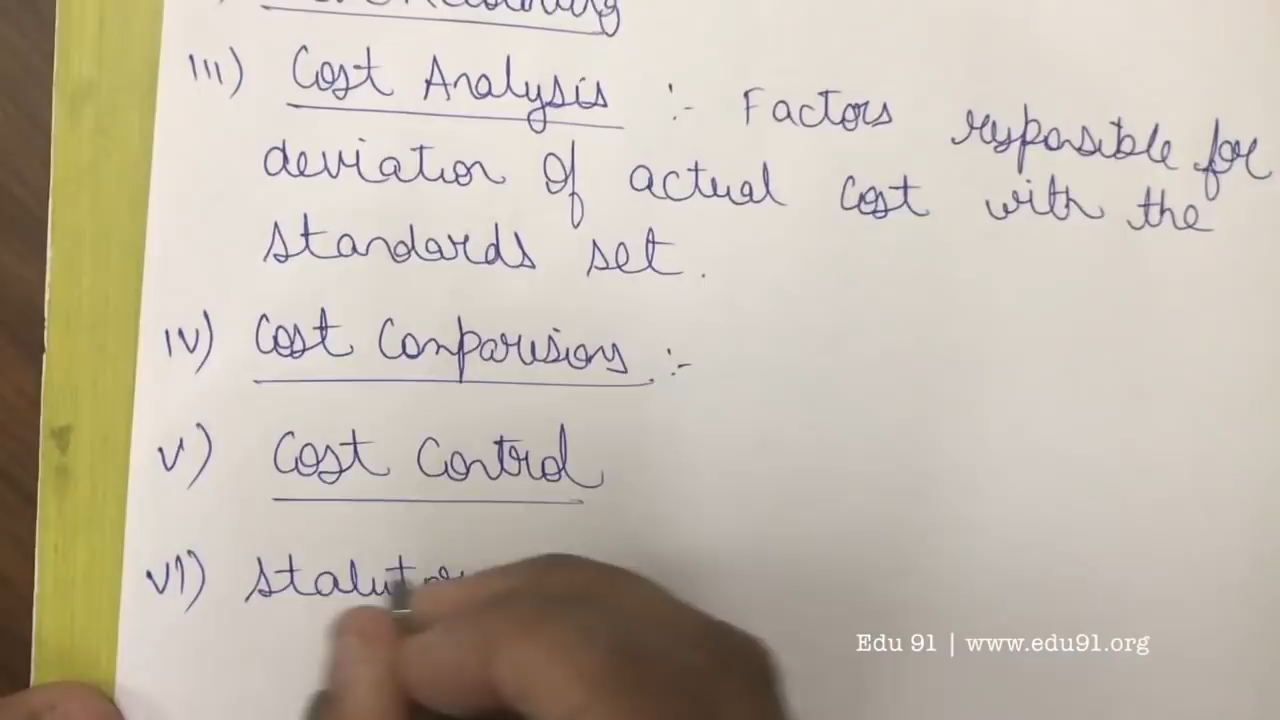 III) Cost Analysis :- Factors resposible for
deviation of actual cost with the
standards set.
IV) Cost Comparisions :-
V) Cost Control
VI)
Edu 91 | www.edu91.org